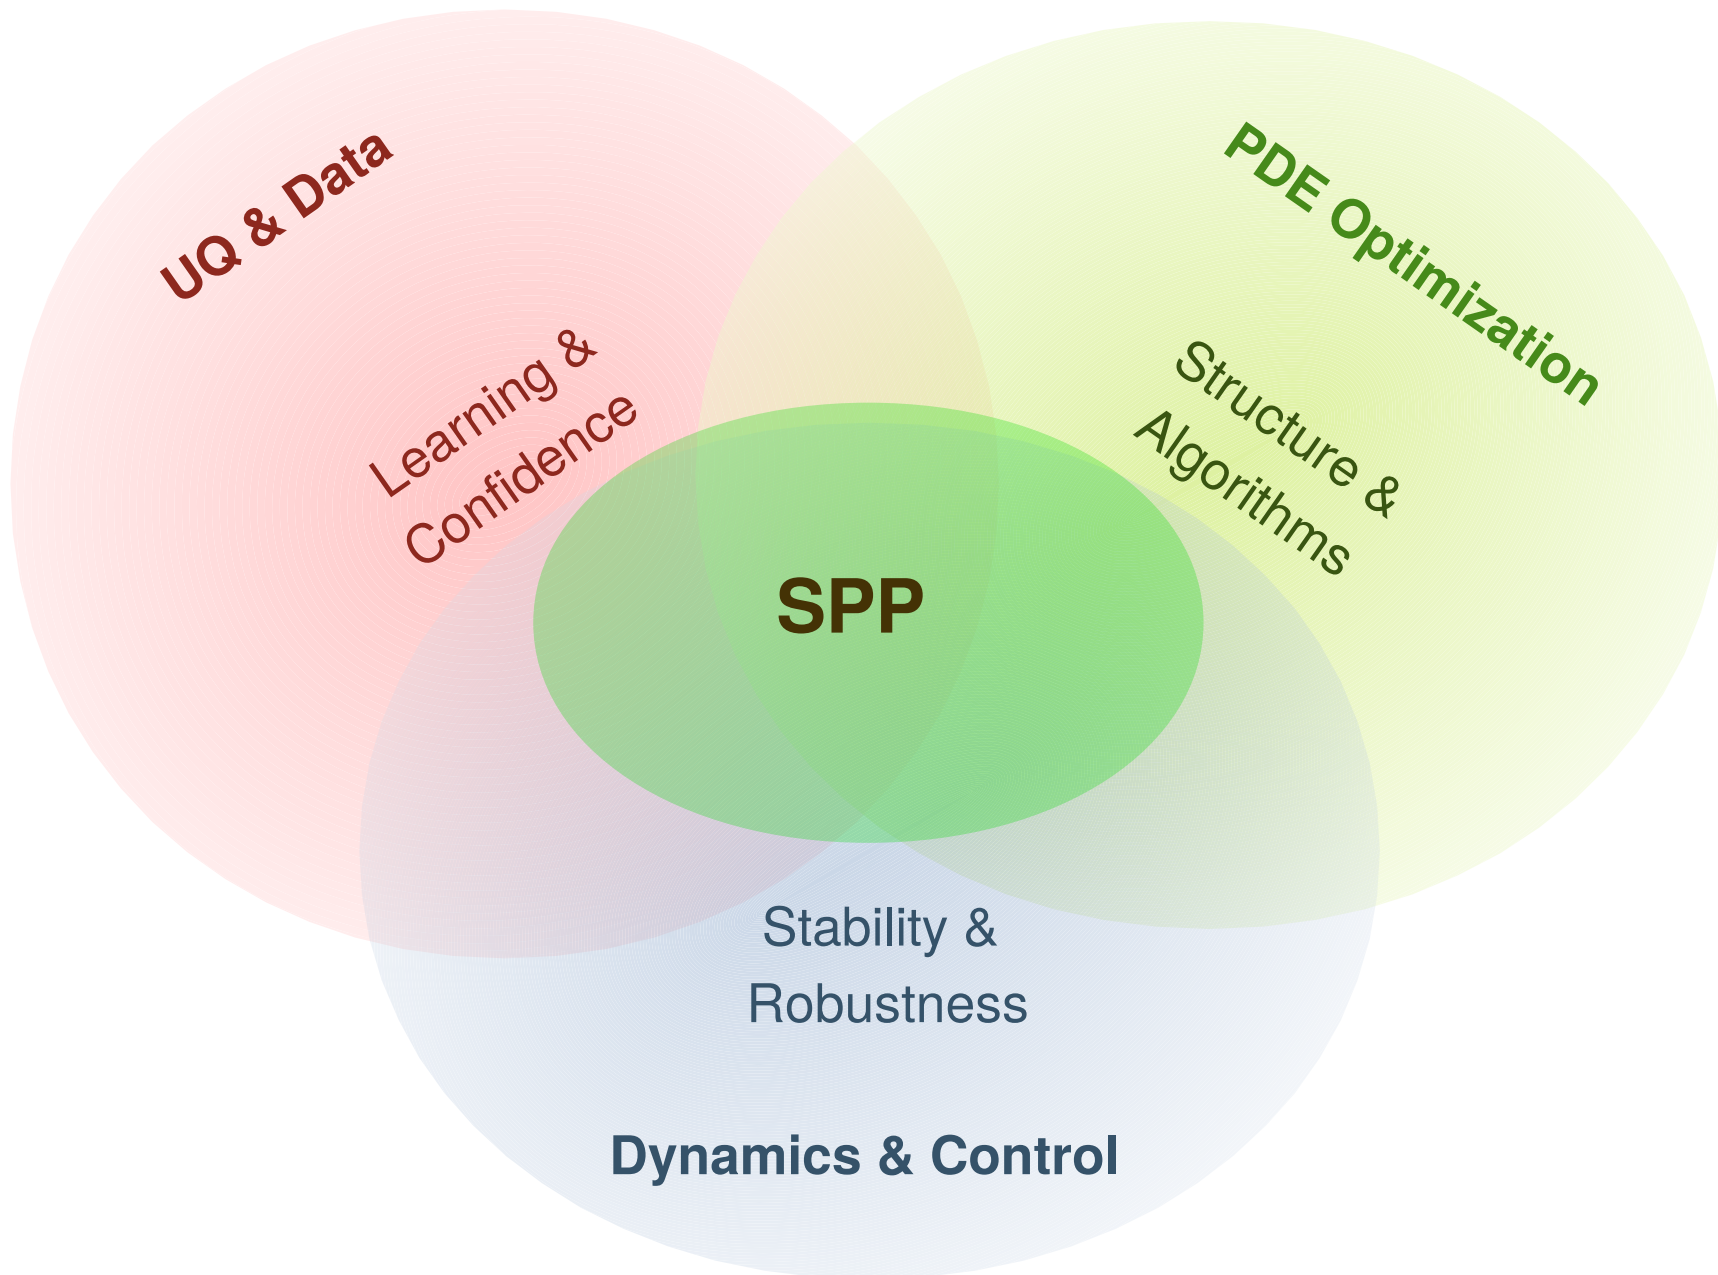 UQ & Data
Learning &
Confidence
PDE Optimization
Structure &
Algorithms
SPP
Stability &
Robustness
Dynamics & Control